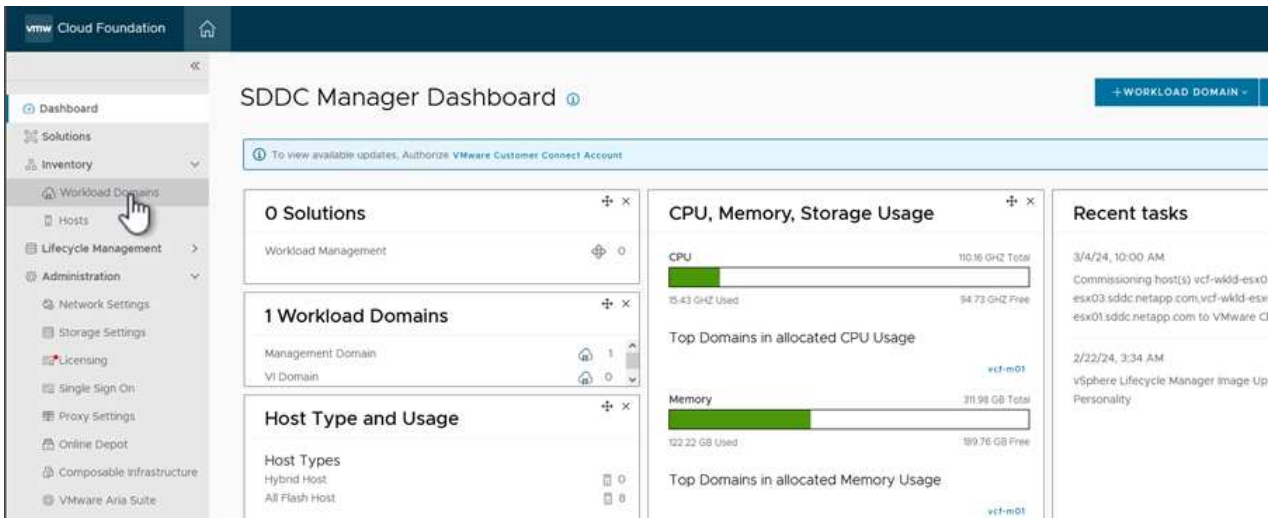 vmw Cloud Foundation
Dashboard
Solutions
Inventory
Workload Domains
Hosts
Lifecycle Management
Administration
Network Settings
Storage Settings
Licensing
Single Sign On
Proxy Settings
Online Depot
Composable Infrastructure
VMware Aria Suite
SDDC Manager Dashboard
+ WORKLOAD DOMAIN
To view available updates, Authorize VMware Customer Connect Account
0 Solutions
Workload Management 0
1 Workload Domains
Management Domain 1
VI Domain 0
Host Type and Usage
Host Types
Hybrid Host 0
All Flash Host 8
CPU, Memory, Storage Usage
CPU 110.16 GHZ Total
15.43 GHZ Used 94.73 GHZ Free
Top Domains in allocated CPU Usage
vcf-m01
Memory 311.98 GB Total
122.22 GB Used 189.76 GB Free
Top Domains in allocated Memory Usage
vcf-m01
Recent tasks
3/4/24, 10:00 AM
Commissioning host(s) vcf-wkld-esx0
esx03.sddc.netapp.com,vcf-wkld-esx
esx01.sddc.netapp.com to VMware Cl
2/22/24, 3:34 AM
vSphere Lifecycle Manager Image Up
Personality